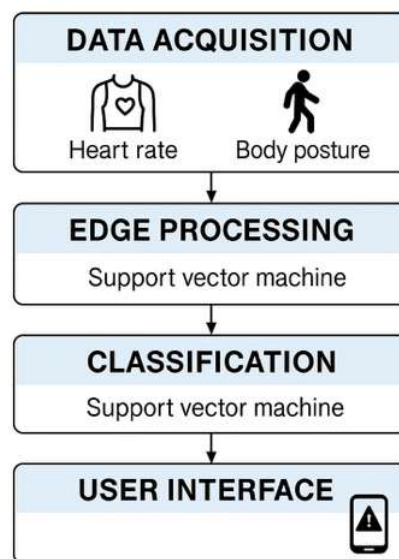 DATA ACQUISITION
Heart rate Body posture
EDGE PROCESSING
Support vector machine
CLASSIFICATION
Support vector machine
USER INTERFACE